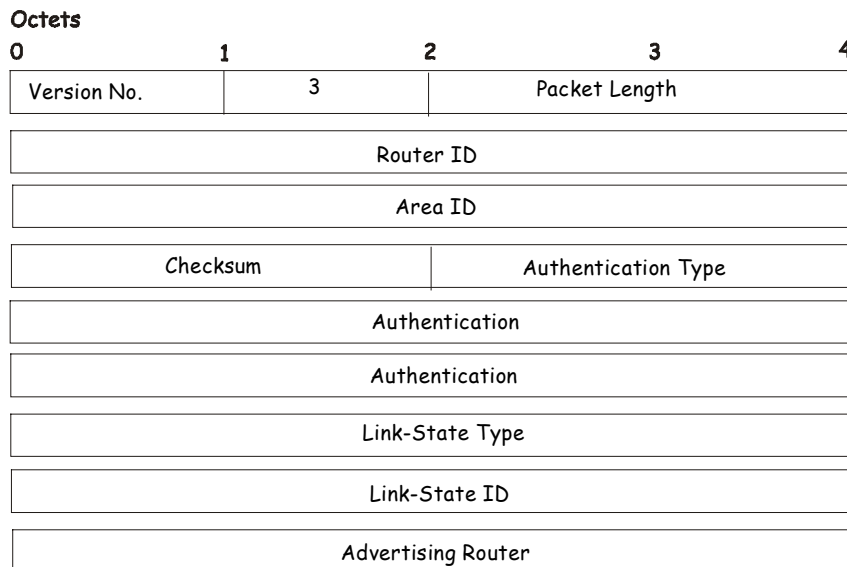 Octets
0 1 2 3 4
Version No. 3 Packet Length
Router ID
Area ID
Checksum Authentication Type
Authentication
Authentication
Link-State Type
Link-State ID
Advertising Router